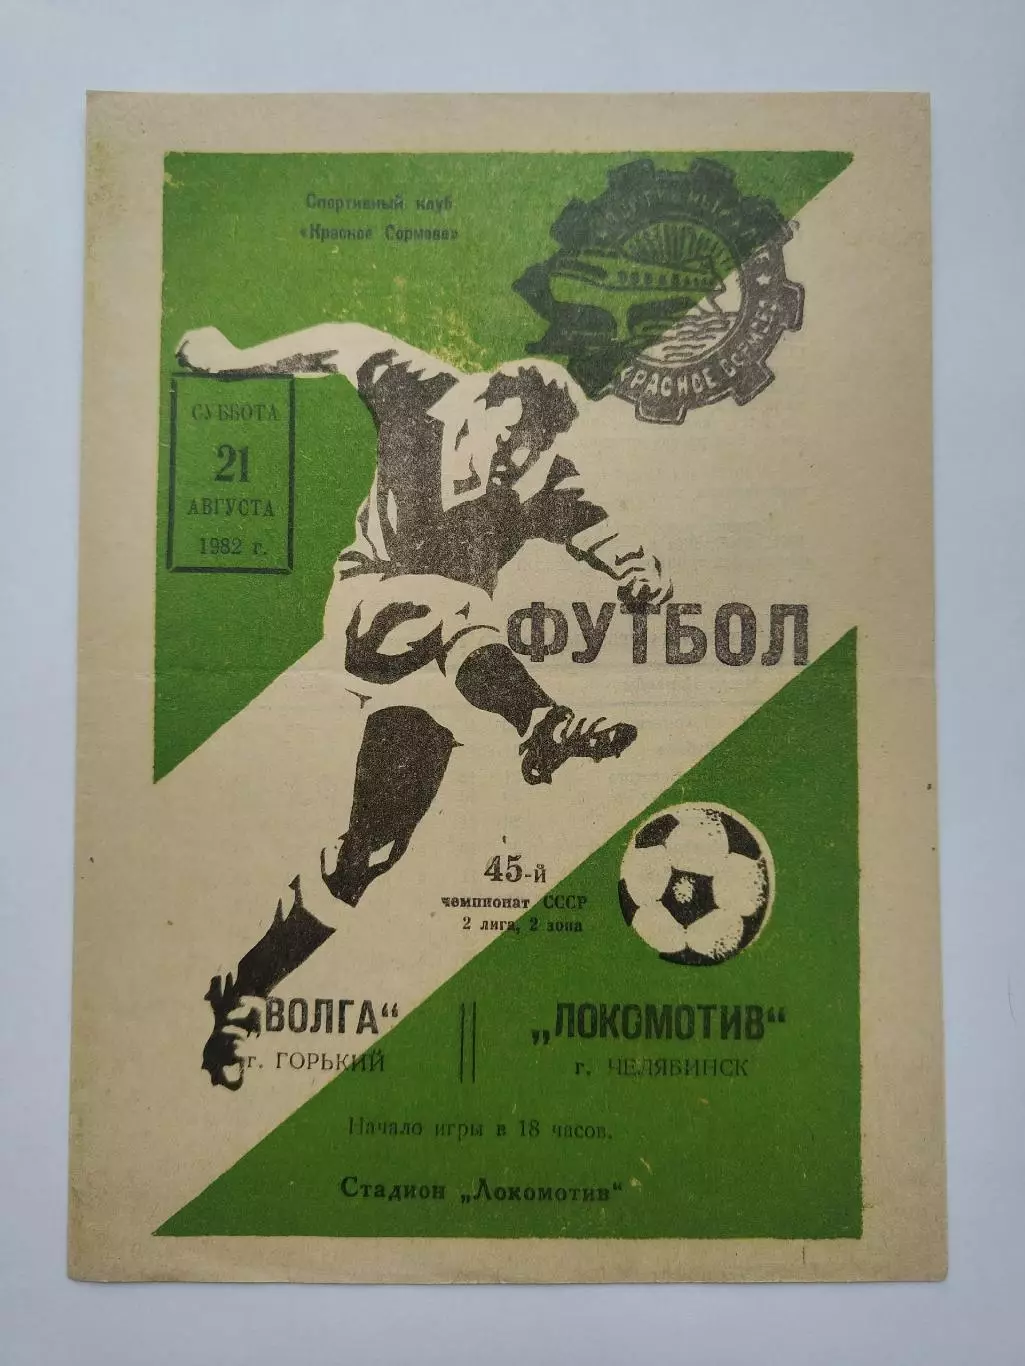 Спортивный клуб
«Красное Сормово»
КРАСНОЕ СОРМОВО
СУББОТА
21
АВГУСТА
1982 г.
ФУТБОЛ
45-й
чемпионат СССР
2 лига, 2 зона
„ВОЛГА“
г. ГОРЬКИЙ
„ЛОКОМОТИВ“
г. ЧЕЛЯБИНСК
Начало игры в 18 часов.
Стадион „Локомотив“